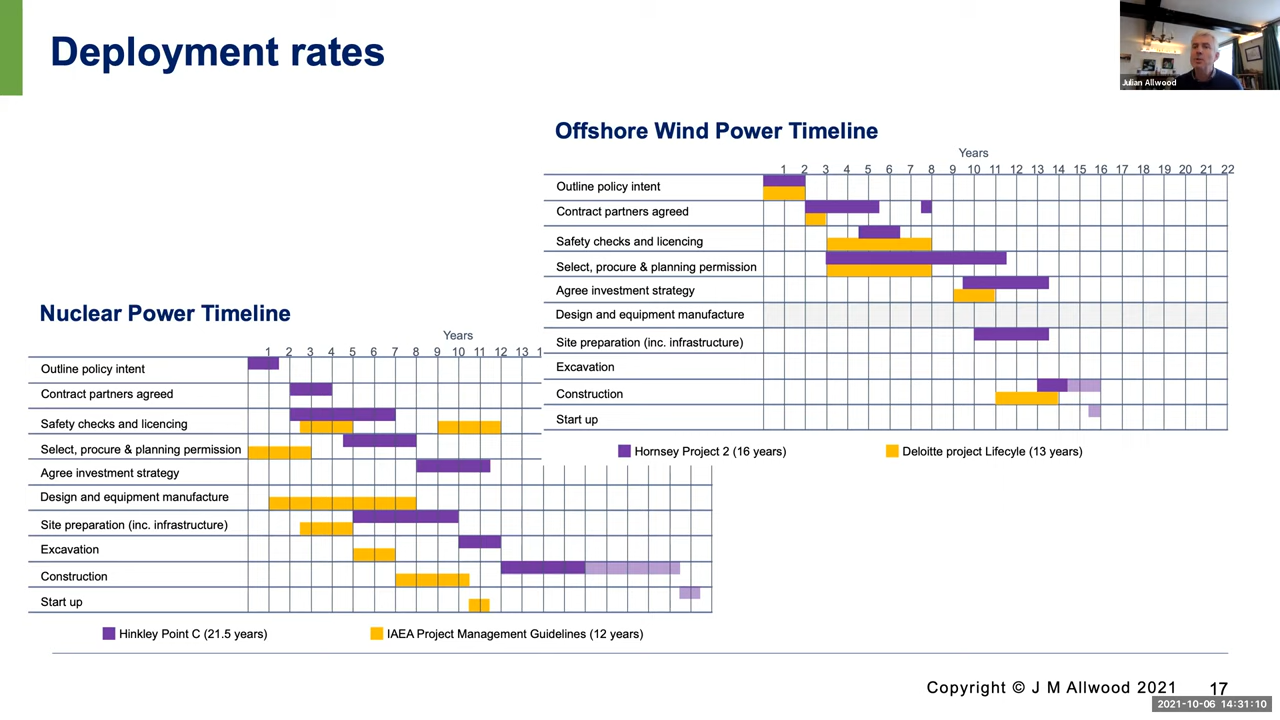 Deployment rates
Julian Allwood
Offshore Wind Power Timeline
Years
1 2 3 4 5 6 7 8 9 10 11 12 13 14 15 16 17 18 19 20 21 22
Outline policy intent
Contract partners agreed
Safety checks and licencing
Select, procure & planning permission
Agree investment strategy
Design and equipment manufacture
Site preparation (inc. infrastructure)
Excavation
Construction
Start up
Hornsey Project 2 (16 years)
Deloitte project Lifecyle (13 years)
Nuclear Power Timeline
Years
1 2 3 4 5 6 7 8 9 10 11 12 13 1
Outline policy intent
Contract partners agreed
Safety checks and licencing
Select, procure & planning permission
Agree investment strategy
Design and equipment manufacture
Site preparation (inc. infrastructure)
Excavation
Construction
Start up
Hinkley Point C (21.5 years)
IAEA Project Management Guidelines (12 years)
Copyright © J M Allwood 2021
17
2021-10-06 14:31:10